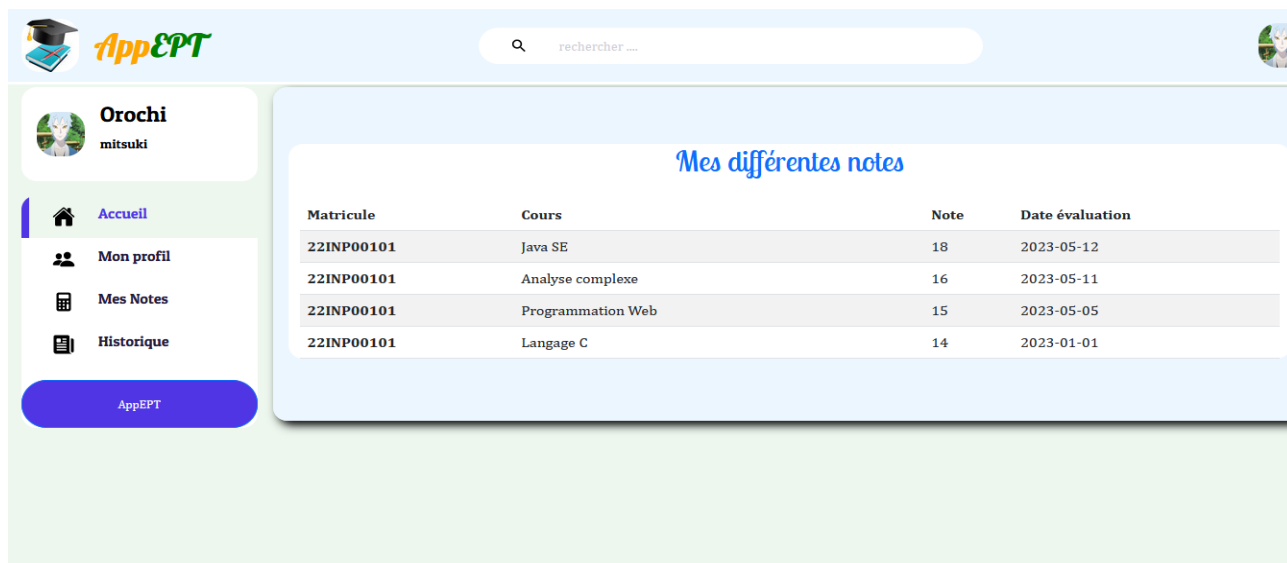 AppEPT
rechercher ....
Orochi
mitsuki
Accueil
Mon profil
Mes Notes
Historique
AppEPT
Mes différentes notes
Matricule Cours Note Date évaluation
22INP00101 Java SE 18 2023-05-12
22INP00101 Analyse complexe 16 2023-05-11
22INP00101 Programmation Web 15 2023-05-05
22INP00101 Langage C 14 2023-01-01